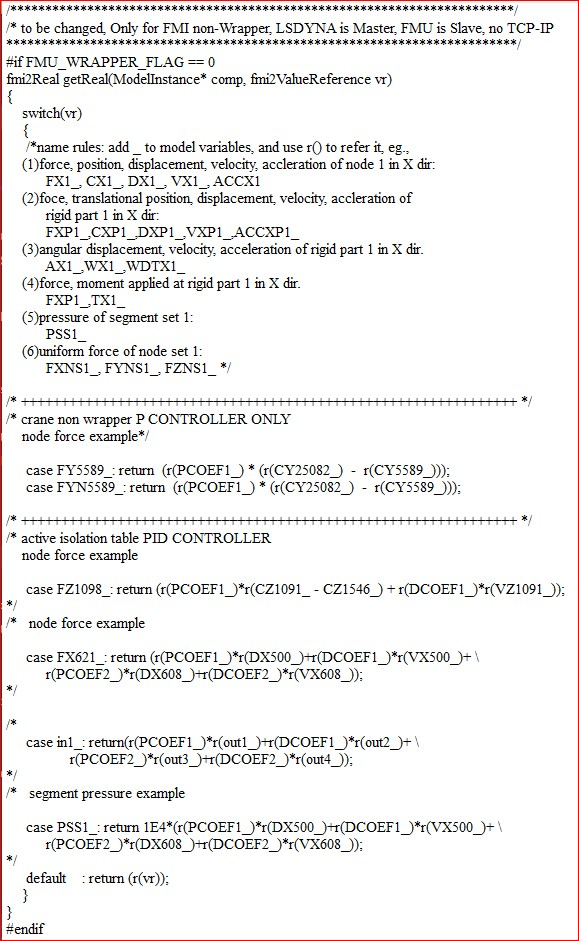 /***********************************************************************/
/* to be changed, Only for FMI non-Wrapper, LSDYNA is Master, FMU is Slave, no TCP-IP
***********************************************************************/
#if FMU_WRAPPER_FLAG == 0
fmi2Real getReal(ModelInstance* comp, fmi2ValueReference vr)
{
switch(vr)
{
/*name rules: add _ to model variables, and use r() to refer it, eg.,
(1)force, position, displacement, velocity, accleration of node 1 in X dir:
FX1_, CX1_, DX1_, VX1_, ACCX1
(2)foce, translational position, displacement, velocity, accleration of
rigid part 1 in X dir:
FXP1_,CXP1_,DXP1_,VXP1_,ACCXP1_
(3)angular displacement, velocity, acceleration of rigid part 1 in X dir.
AX1_,WX1_,WDTX1_
(4)force, moment applied at rigid part 1 in X dir.
FXP1_,TX1_
(5)pressure of segment set 1:
PSS1_
(6)uniform force of node set 1:
FXNS1_, FYNS1_, FZNS1_ */
/* +++++++++++++++++++++++++++++++++++++++++++++++++++++++++++++ */
/* crane non wrapper P CONTROLLER ONLY
node force example*/
case FY5589_: return (r(PCOEF1_) * (r(CY25082_) - r(CY5589_)));
case FYN5589_: return (r(PCOEF1_) * (r(CY25082_) - r(CY5589_)));
/* +++++++++++++++++++++++++++++++++++++++++++++++++++++++++++++ */
/* active isolation table PID CONTROLLER
node force example
case FZ1098_: return (r(PCOEF1_)*r(CZ1091_ - CZ1546_) + r(DCOEF1_)*r(VZ1091_));
*/
/* node force example
case FX621_: return (r(PCOEF1_)*r(DX500_)+r(DCOEF1_)*r(VX500_)+ \
r(PCOEF2_)*r(DX608_)+r(DCOEF2_)*r(VX608_));
*/
/*
case in1_: return(r(PCOEF1_)*r(out1_)+r(DCOEF1_)*r(out2_)+ \
r(PCOEF2_)*r(out3_)+r(DCOEF2_)*r(out4_));
*/
/* segment pressure example
case PSS1_: return 1E4*(r(PCOEF1_)*r(DX500_)+r(DCOEF1_)*r(VX500_)+ \
r(PCOEF2_)*r(DX608_)+r(DCOEF2_)*r(VX608_));
*/
default : return (r(vr));
}
}
#endif